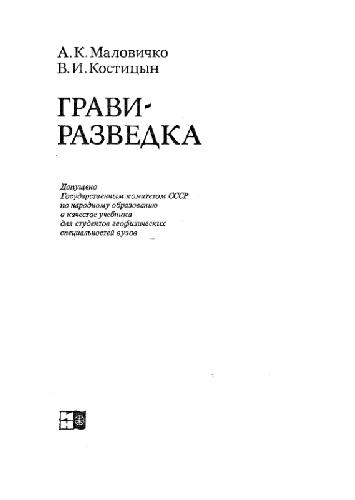 А. К. Маловичко
В. И. Костицын
ГРАВИ-
РАЗВЕДКА
Допущено
Государственным комитетом СССР
по народному образованию
в качестве учебника
для студентов геофизических
специальностей вузов